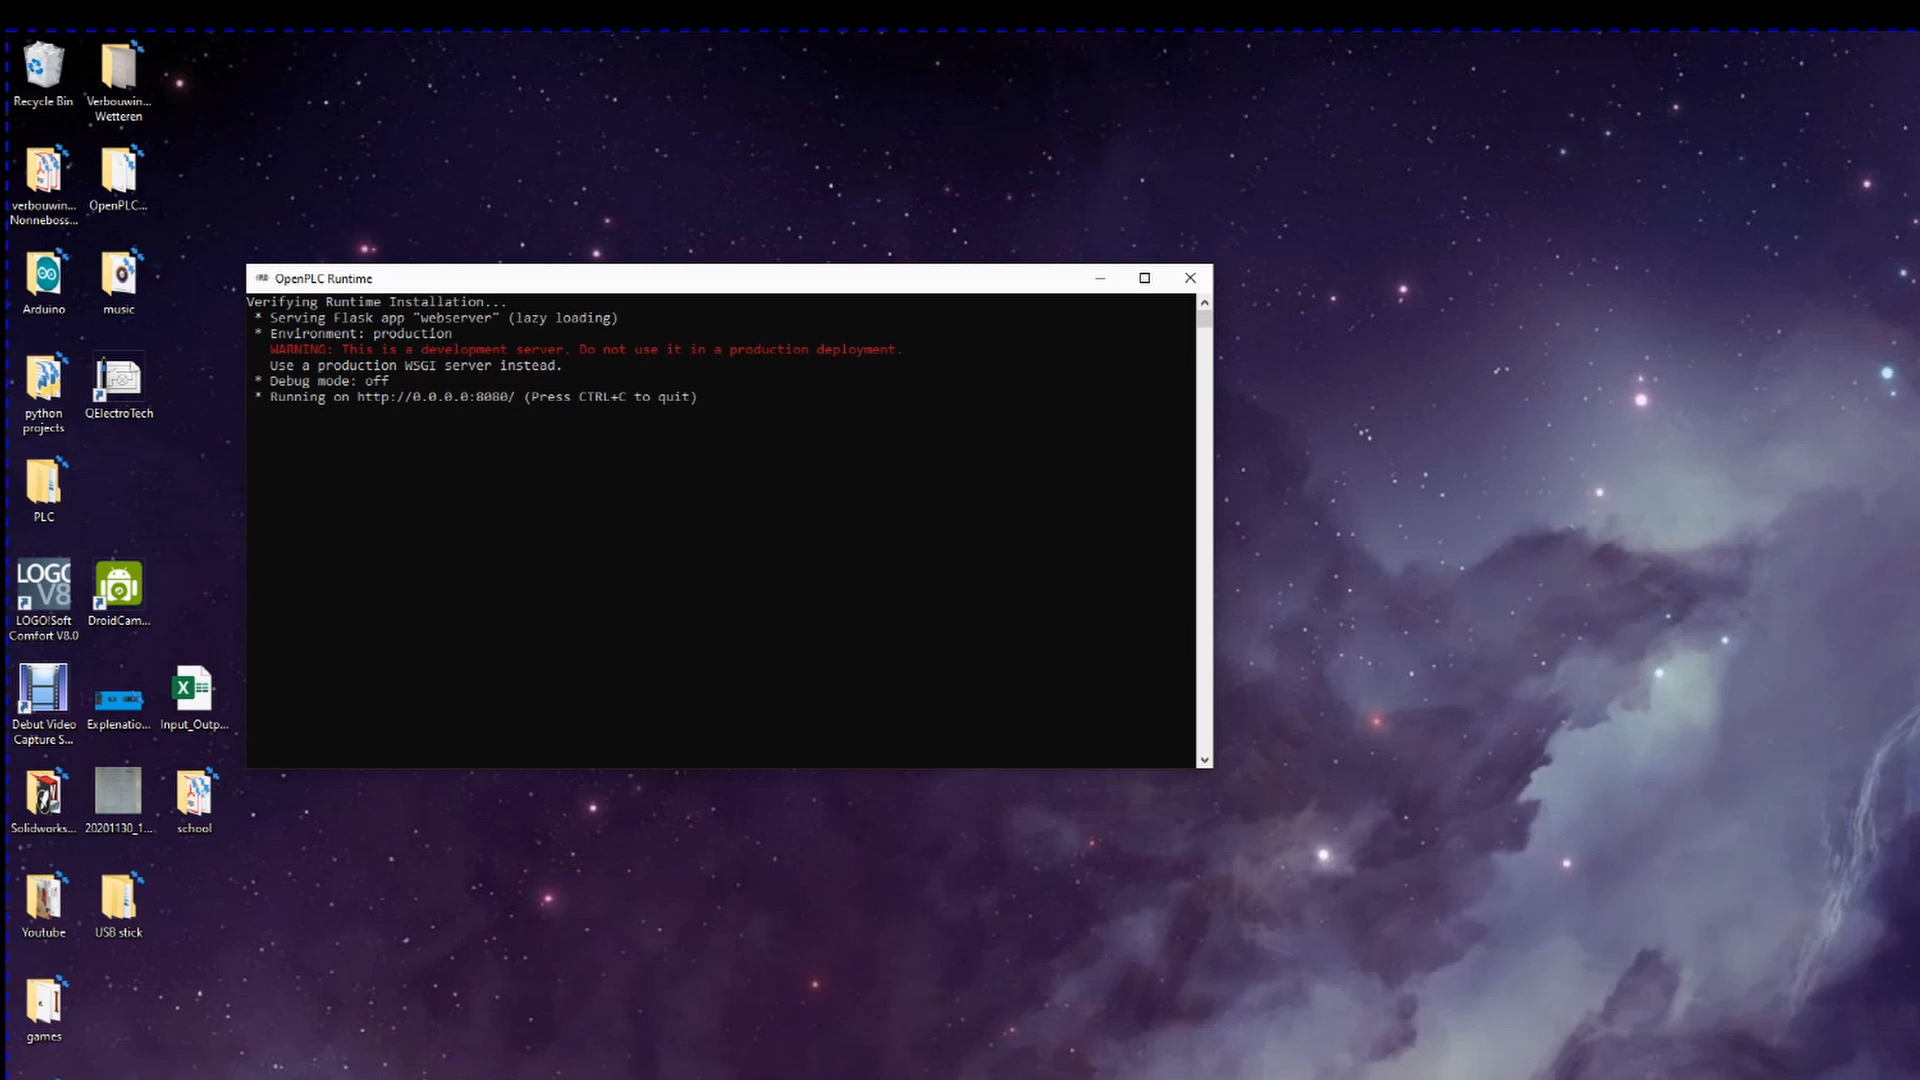 Recycle Bin
Verbouwin...
Wetteren
verbouwin...
Nonneboss...
OpenPLC...
Arduino
music
python
projects
QElectroTech
PLC
LOGO!Soft
Comfort V8.0
DroidCam...
Debut Video
Capture S...
Explenatio...
Input_Outp...
Solidworks...
20201130_1...
school
Youtube
USB stick
games
LOGO
V8
OpenPLC Runtime
Verifying Runtime Installation...
* Serving Flask app "webserver" (lazy loading)
* Environment: production
WARNING: This is a development server. Do not use it in a production deployment.
Use a production WSGI server instead.
* Debug mode: off
* Running on http://0.0.0.0:8080/ (Press CTRL+C to quit)